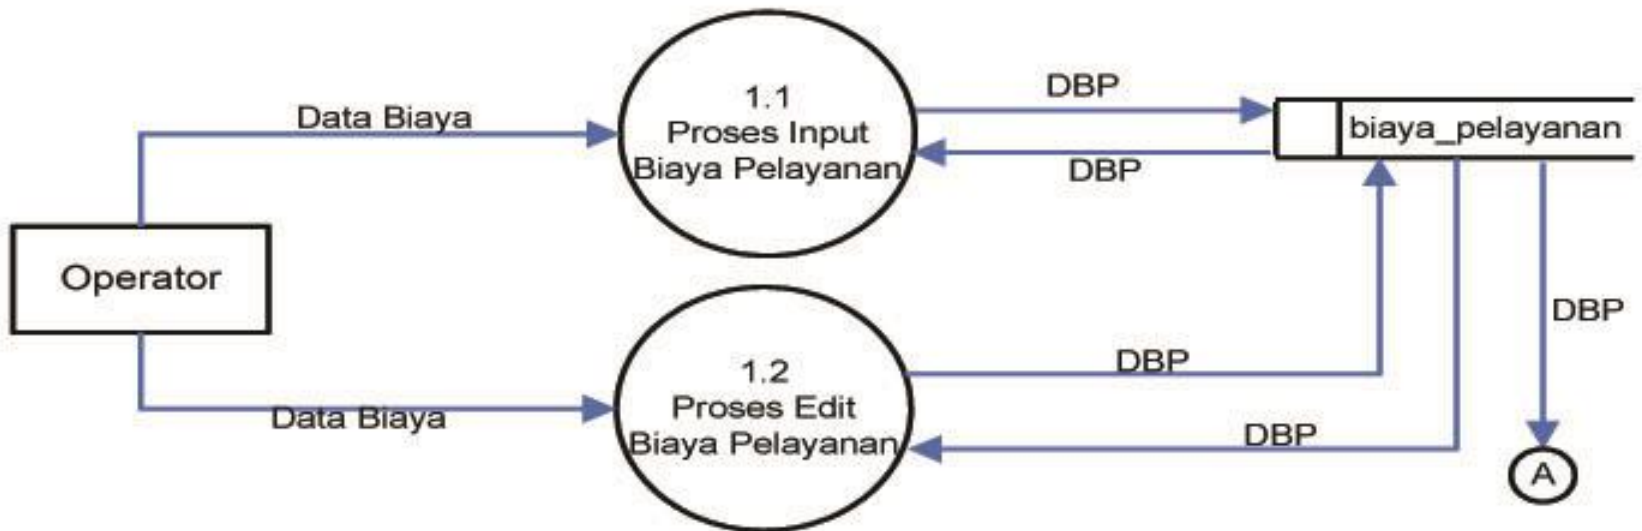 DBP
1.1
Data Biaya
Proses Input
biaya_pelayanan
Biaya Pelayanan
DBP
Operator
DBP
1.2
DBP
Proses Edit
Data Biaya
Biaya Pelayanan
DBP
A